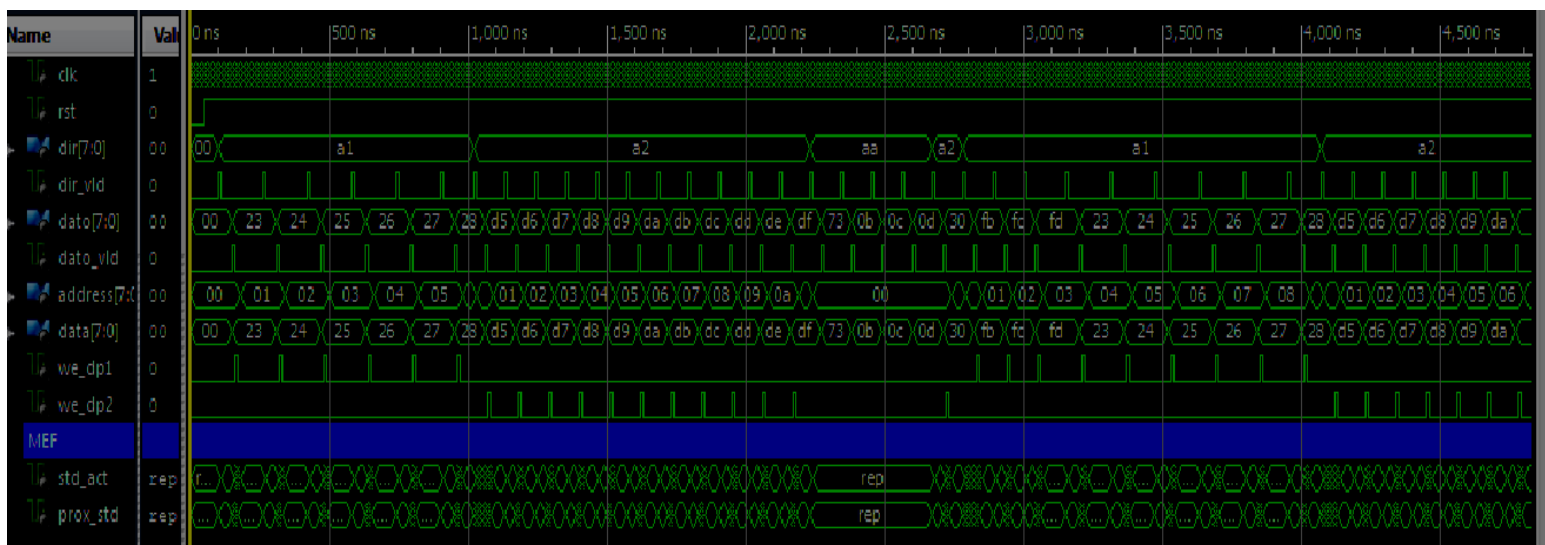 Name Val 0 ns 500 ns 1,000 ns 1,500 ns 2,000 ns 2,500 ns 3,000 ns 3,500 ns 4,000 ns 4,500 ns
clk 1
rst 0
dir[7:0] 00 00 a1 a2 aa a2 a1 a2
dir_vld 0
dato[7:0] 00 00 23 24 25 26 27 28 d5 d6 d7 d8 d9 da db dc dd de df 73 0b 0c 0d 30 fb fd 23 24 25 26 27 28 d5 d6 d7 d8 d9 da
dato_vld 0
address[7:0 00 00 01 02 03 04 05 01 02 03 04 05 06 07 08 09 0a 00 01 02 03 04 05 06 07 08 01 02 03 04 05 06
data[7:0] 00 00 23 24 25 26 27 28 d5 d6 d7 d8 d9 da db dc dd de df 73 0b 0c 0d 30 fb fd 23 24 25 26 27 28 d5 d6 d7 d8 d9 da
we_dp1 0
we_dp2 0
MEF
std_act rep r... ... ... ... ... ... rep ... ... ... ... ... ...
prox_std rep ... ... ... ... ... ... rep ... ... ... ... ... ...